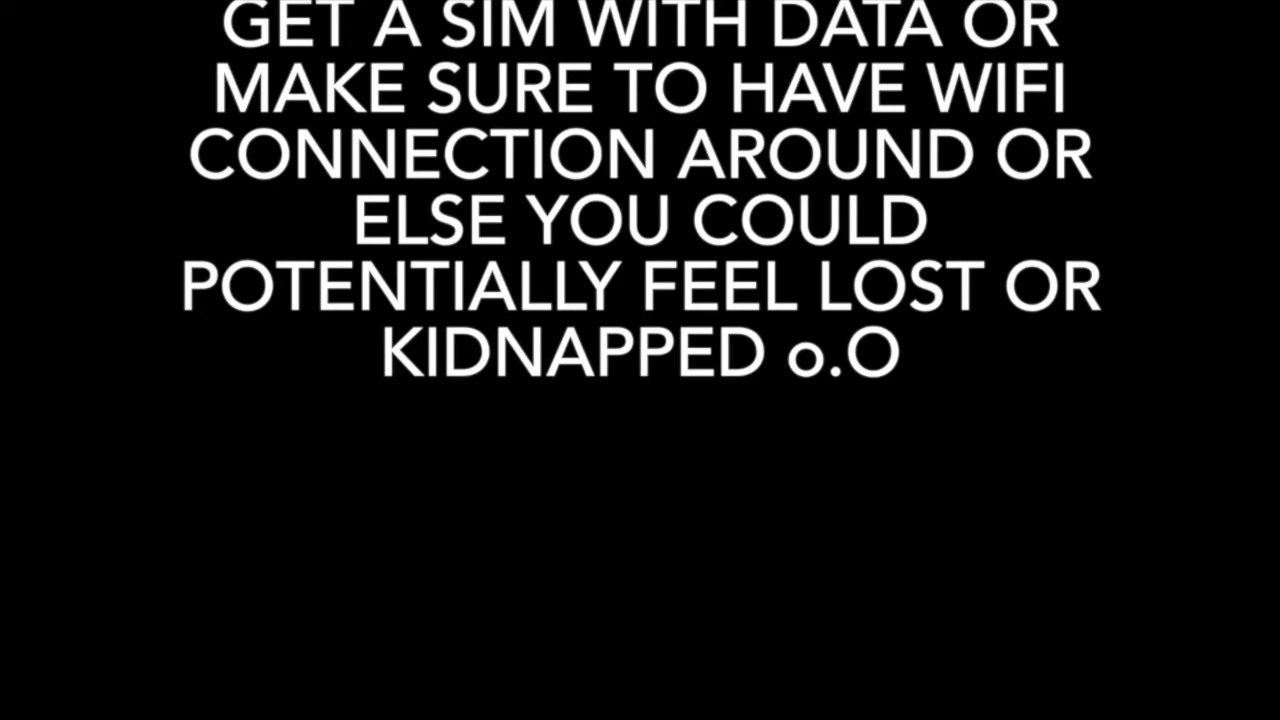 GET A SIM WITH DATA OR
MAKE SURE TO HAVE WIFI
CONNECTION AROUND OR
ELSE YOU COULD
POTENTIALLY FEEL LOST OR
KIDNAPPED o.O